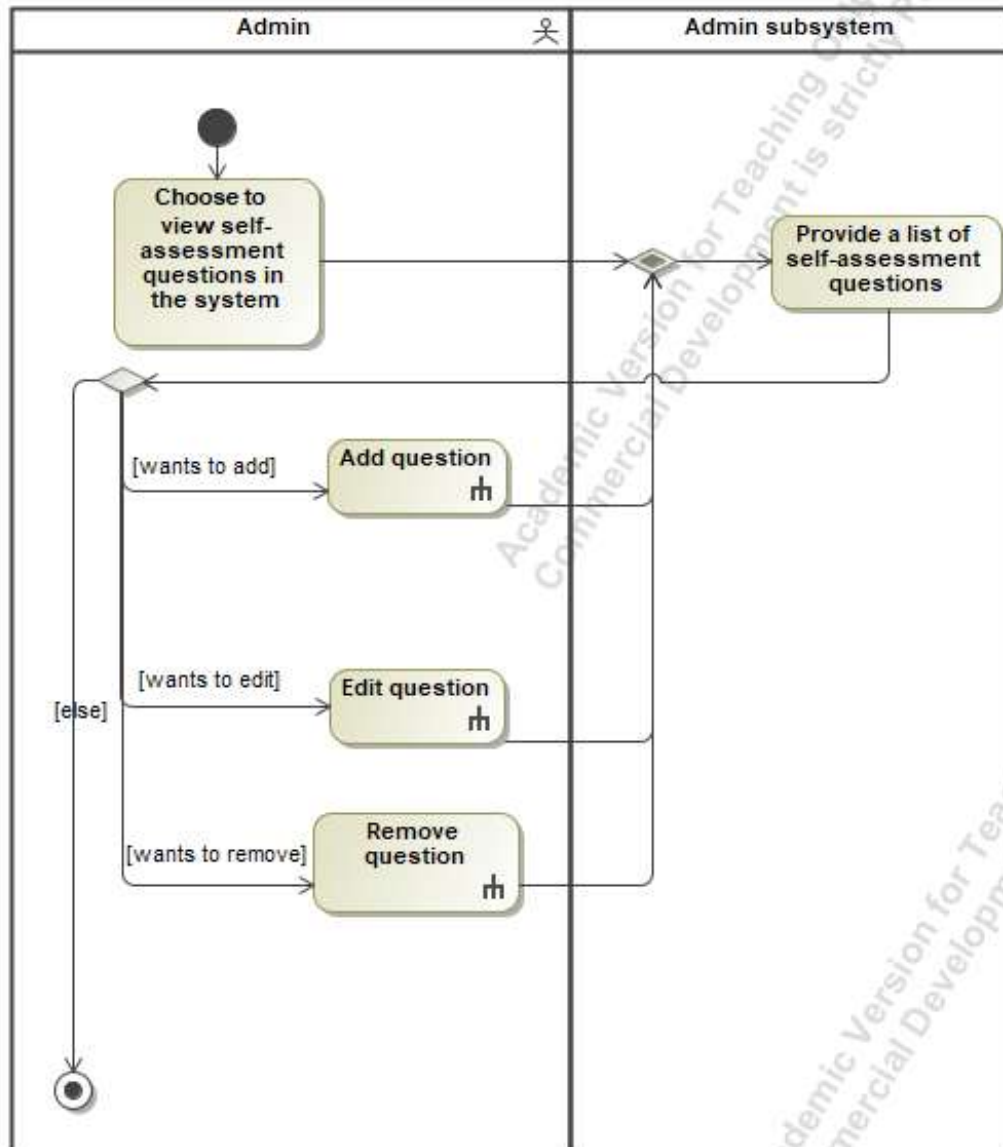 Admin
Admin subsystem
Choose to
view self-
assessment
questions in
the system
Provide a list of
self-assessment
questions
[wants to add]
Add question
[wants to edit]
Edit question
[else]
[wants to remove]
Remove
question
Academic Version for Teaching
Commercial Development is strictly